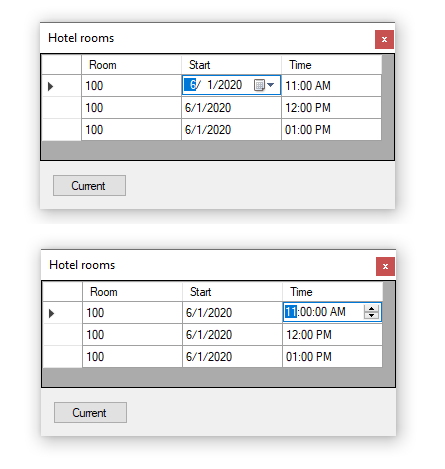 Hotel rooms x
Room Start Time
100 6/ 1/2020 11:00 AM
100 6/1/2020 12:00 PM
100 6/1/2020 01:00 PM
Current
Hotel rooms x
Room Start Time
100 6/1/2020 11:00:00 AM
100 6/1/2020 12:00 PM
100 6/1/2020 01:00 PM
Current